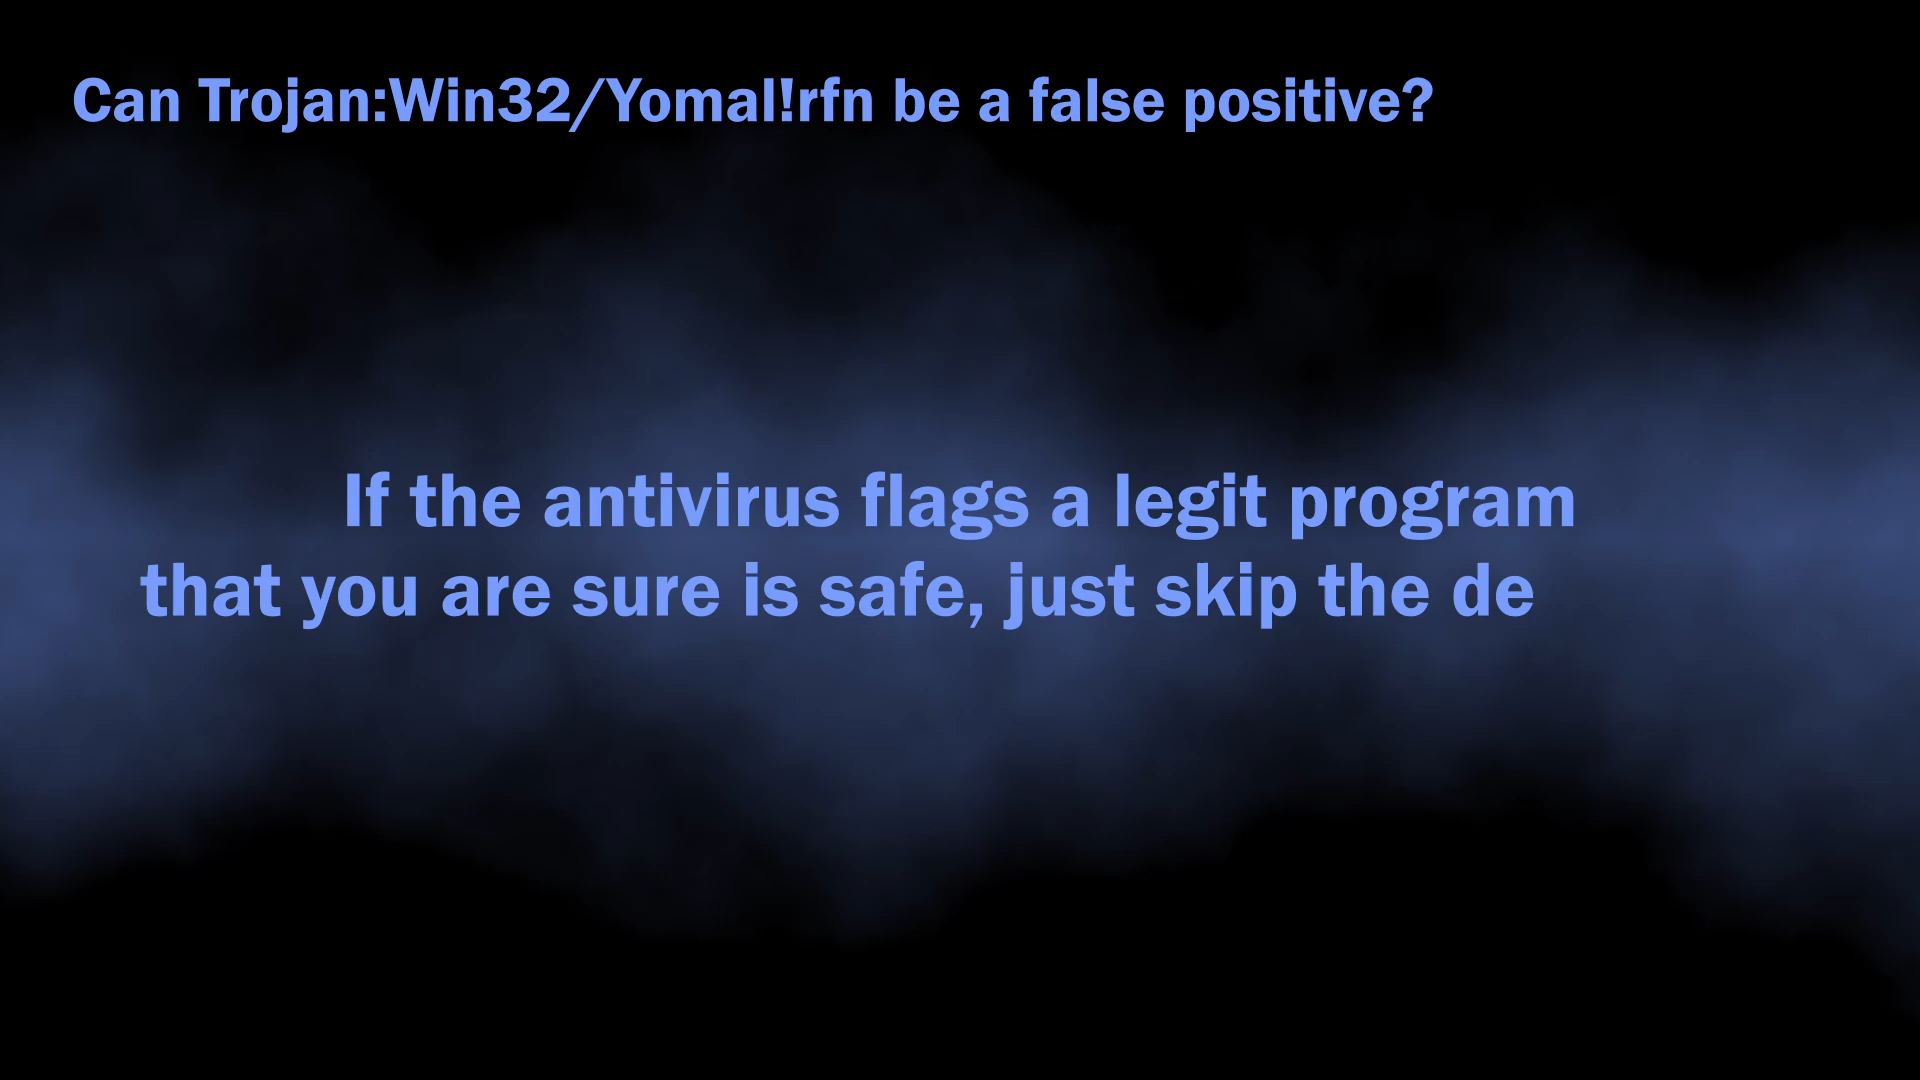 Can Trojan:Win32/Yomal!rfn be a false positive?
If the antivirus flags a legit program
that you are sure is safe, just skip the de